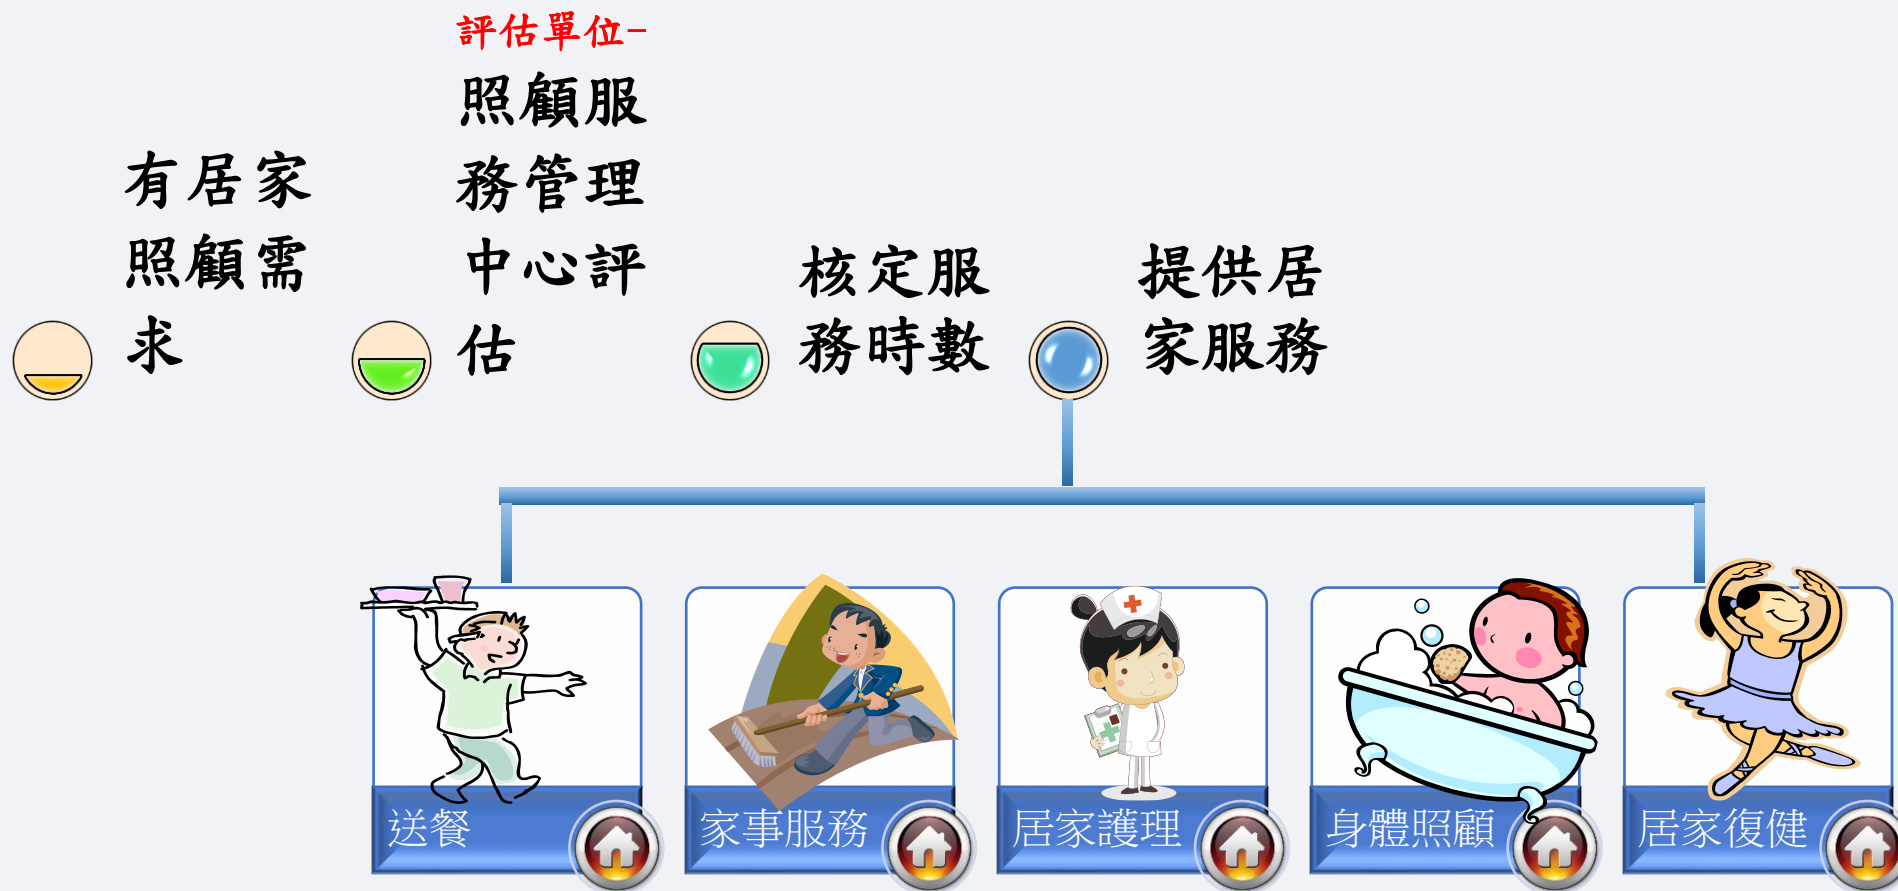 有居家
照顧需
求
評估單位-
照顧服
務管理
中心評
估
核定服
務時數
提供居
家服務
送餐
家事服務
居家護理
身體照顧
居家復健